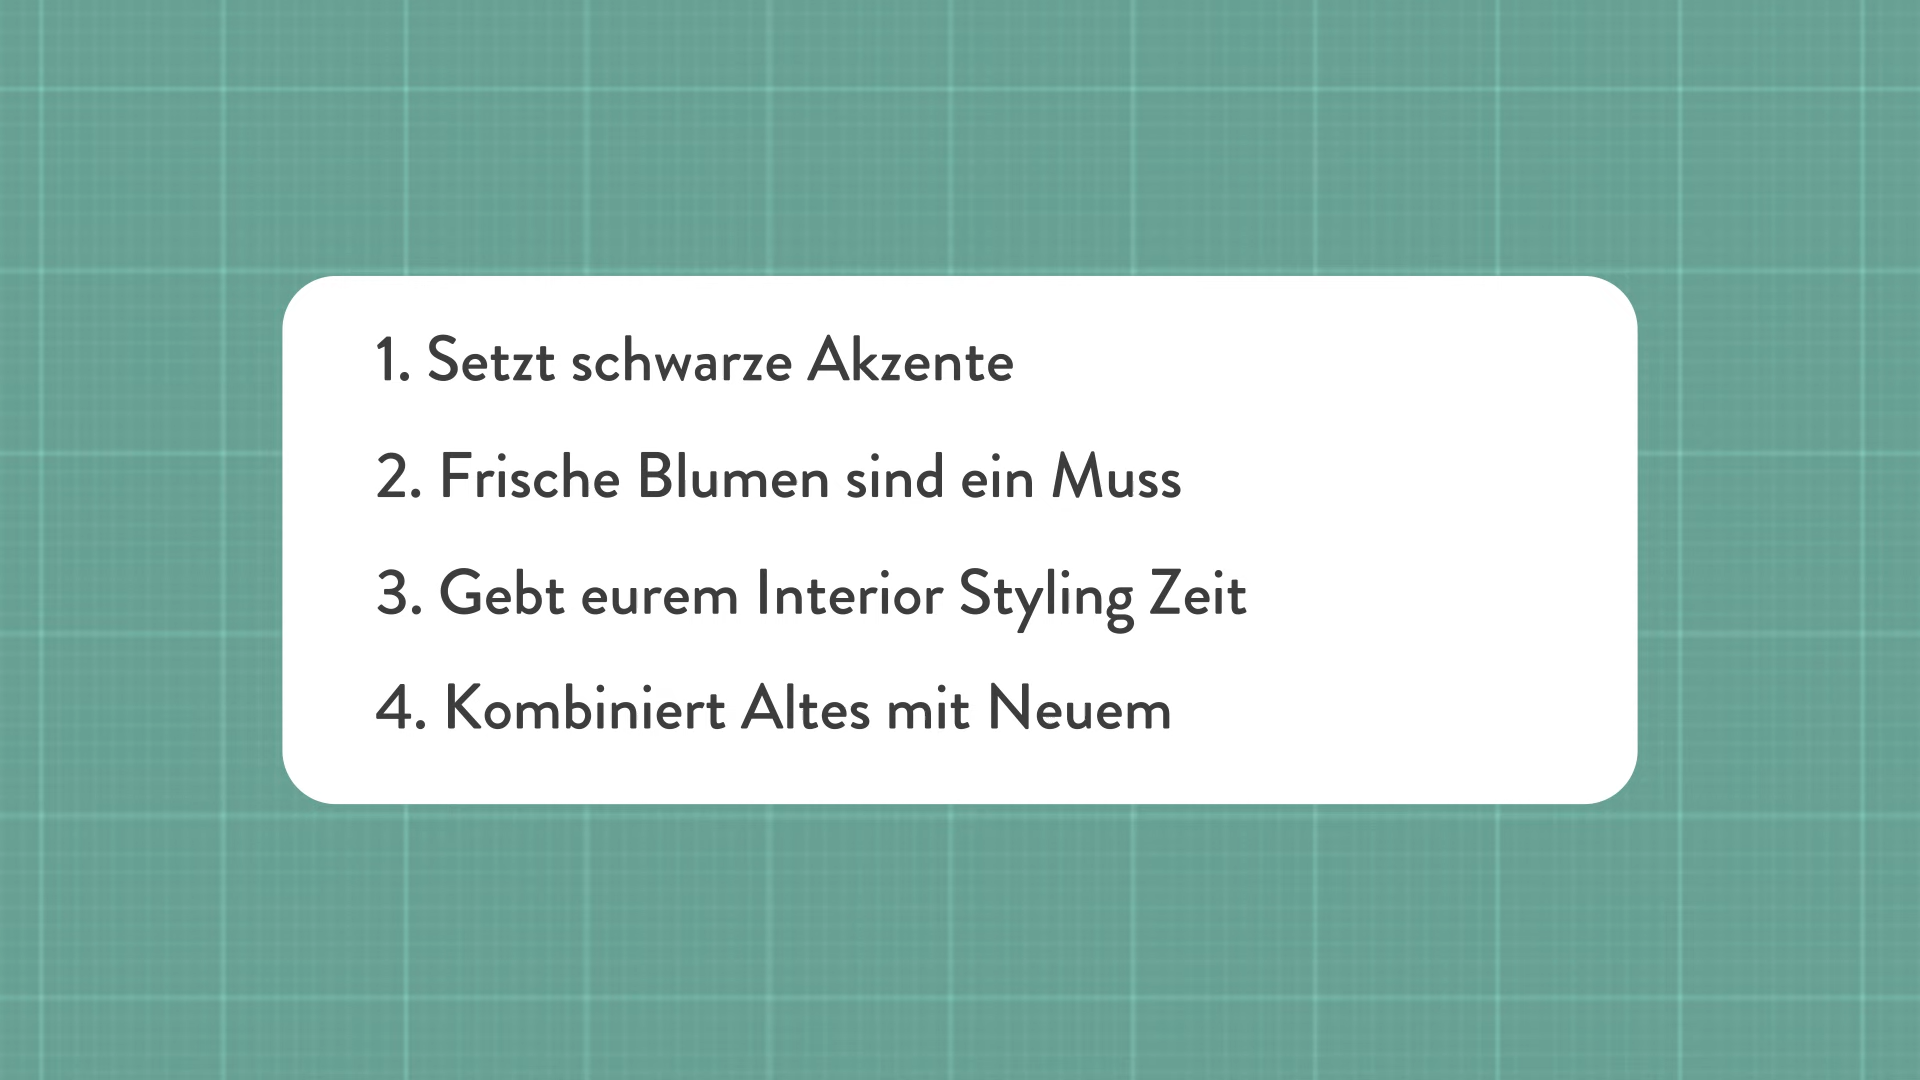 1. Setzt schwarze Akzente
2. Frische Blumen sind ein Muss
3. Gebt eurem Interior Styling Zeit
4. Kombiniert Altes mit Neuem